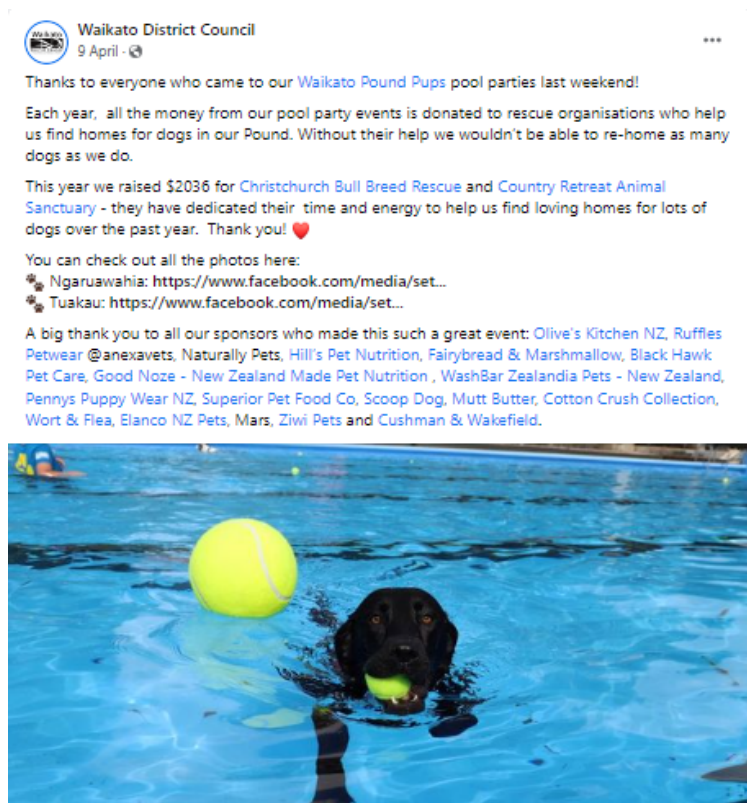 Waikato District Council
9 April ·
Thanks to everyone who came to our Waikato Pound Pups pool parties last weekend!
Each year, all the money from our pool party events is donated to rescue organisations who help
us find homes for dogs in our Pound. Without their help we wouldn't be able to re-home as many
dogs as we do.
This year we raised $2036 for Christchurch Bull Breed Rescue and Country Retreat Animal
Sanctuary - they have dedicated their time and energy to help us find loving homes for lots of
dogs over the past year. Thank you! ❤️
You can check out all the photos here:
🐾 Ngaruawahia: https://www.facebook.com/media/set...
🐾 Tuakau: https://www.facebook.com/media/set...
A big thank you to all our sponsors who made this such a great event: Olive's Kitchen NZ, Ruffles
Petwear @anexavets, Naturally Pets, Hill's Pet Nutrition, Fairybread & Marshmallow, Black Hawk
Pet Care, Good Noze - New Zealand Made Pet Nutrition , WashBar Zealandia Pets - New Zealand,
Pennys Puppy Wear NZ, Superior Pet Food Co, Scoop Dog, Mutt Butter, Cotton Crush Collection,
Wort & Flea, Elanco NZ Pets, Mars, Ziwi Pets and Cushman & Wakefield.